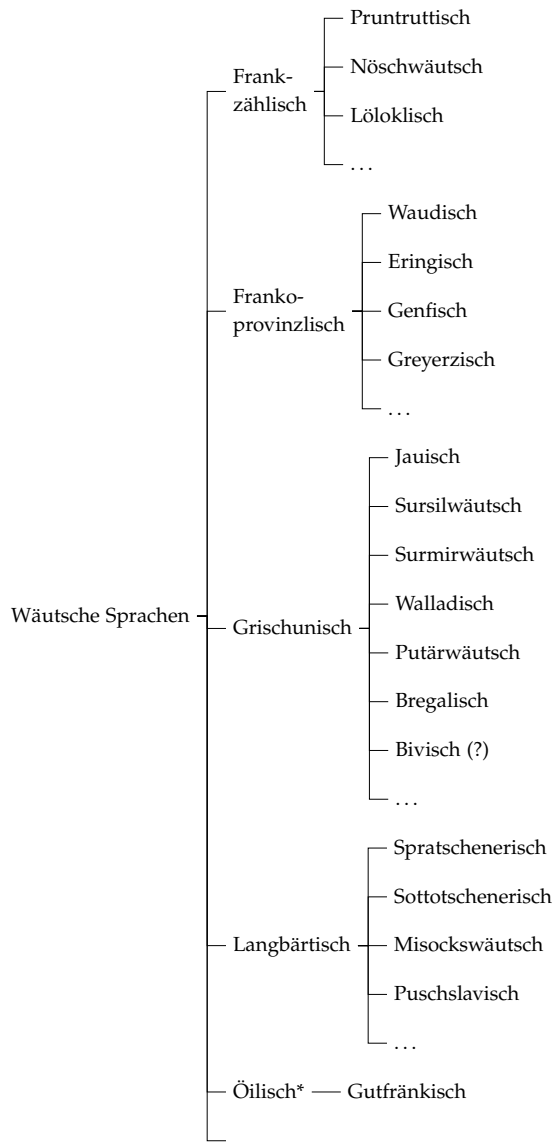 Pruntruttisch
Nöschwäutsch
Frank-
zählisch
Löloklisch
. . .
Waudisch
Eringisch
Franko-
provinzlisch
Genfisch
Greyerzisch
. . .
Jauisch
Sursilwäutsch
Surmirwäutsch
Walladisch
Wäutsche Sprachen
Grischunisch
Putärwäutsch
Bregalisch
Bivisch (?)
. . .
Spratschenerisch
Sottotschenerisch
Langbärtisch
Misockswäutsch
Puschslavisch
. . .
Öilisch*
Gutfränkisch